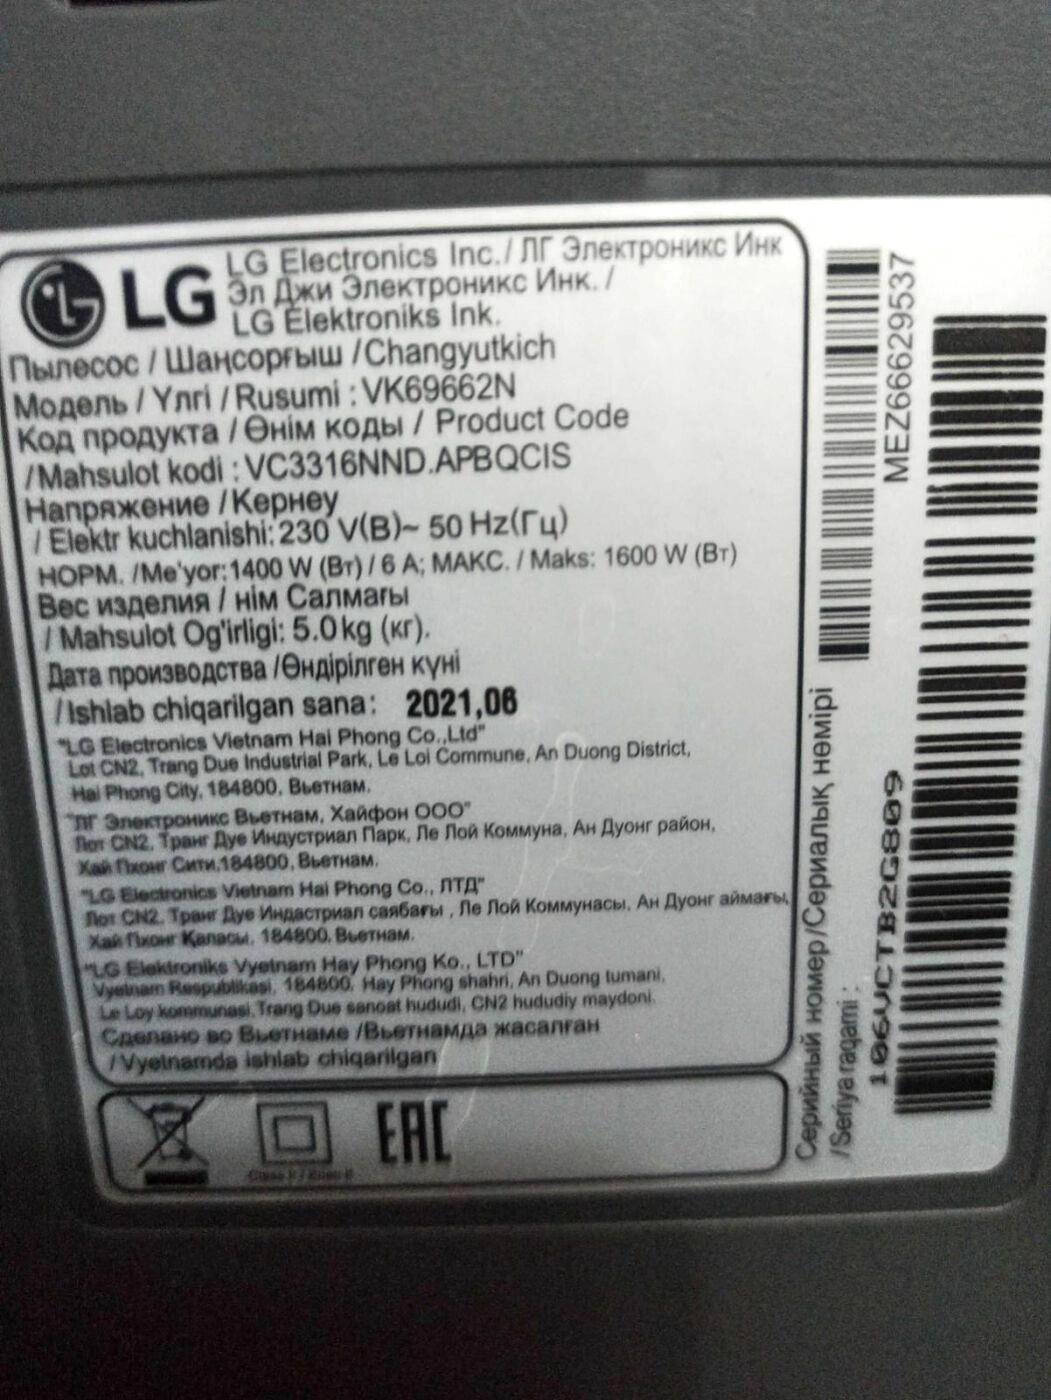 LG
LG Electronics Inc./ ЛГ Электроникс Инк
Эл Джи Электроникс Инк. /
LG Elektroniks Ink.
Пылесос / Шаңсорғыш /Changyutkich
Модель / Үлгі / Rusumi : VK69662N
Код продукта / Өнім коды / Product Code
/Mahsulot kodi : VC3316NND.APBQCIS
Напряжение / Кернеу
/ Elektr kuchlanishi: 230 V(В)~ 50 Hz(Гц)
НОРМ. /Me'yor:1400 W (Вт) / 6 A; МАКС. / Maks: 1600 W (Вт)
Вес изделия / нім Салмағы
/ Mahsulot Og'irligi: 5.0 kg (кг).
Дата производства /Өндірілген күні
/Ishlab chiqarilgan sana: 2021,06
"LG Electronics Vietnam Hai Phong Co.,Ltd"
Lot CN2, Trang Due Industrial Park, Le Loi Commune, An Duong District,
Hai Phong City, 184800, Вьетнам.
"ЛГ Электроникс Вьетнам, Хайфон ООО"
Лот CN2, Транг Дуе Индустриал Парк, Ле Лой Коммуна, Ан Дуонг район,
Хай Пхонг Сити,184800, Вьетнам.
"LG Electronics Vietnam Hai Phong Co., ЛТД"
Лот CN2, Транг Дуе Индастриал саябағы , Ле Лой Коммунасы, Ан Дуонг аймағы,
Хай Пхонг Қаласы, 184800, Вьетнам.
"LG Elektroniks Vyetnam Hay Phong Ko., LTD"
Vyetnam Respublikasi, 184800, Hay Phong shahri, An Duong tumani,
Le Loy kommunasi,Trang Due sanoat hududi, CN2 hududiy maydoni.
Сделано во Вьетнаме /Вьетнамда жасалған
/ Vyetnamda ishlab chiqarilgan
Class II / Класс II
EAC
MEZ66629537
Серийный номер/Сериялық нөмірі
/Seriya raqami :
106VCTB2G809